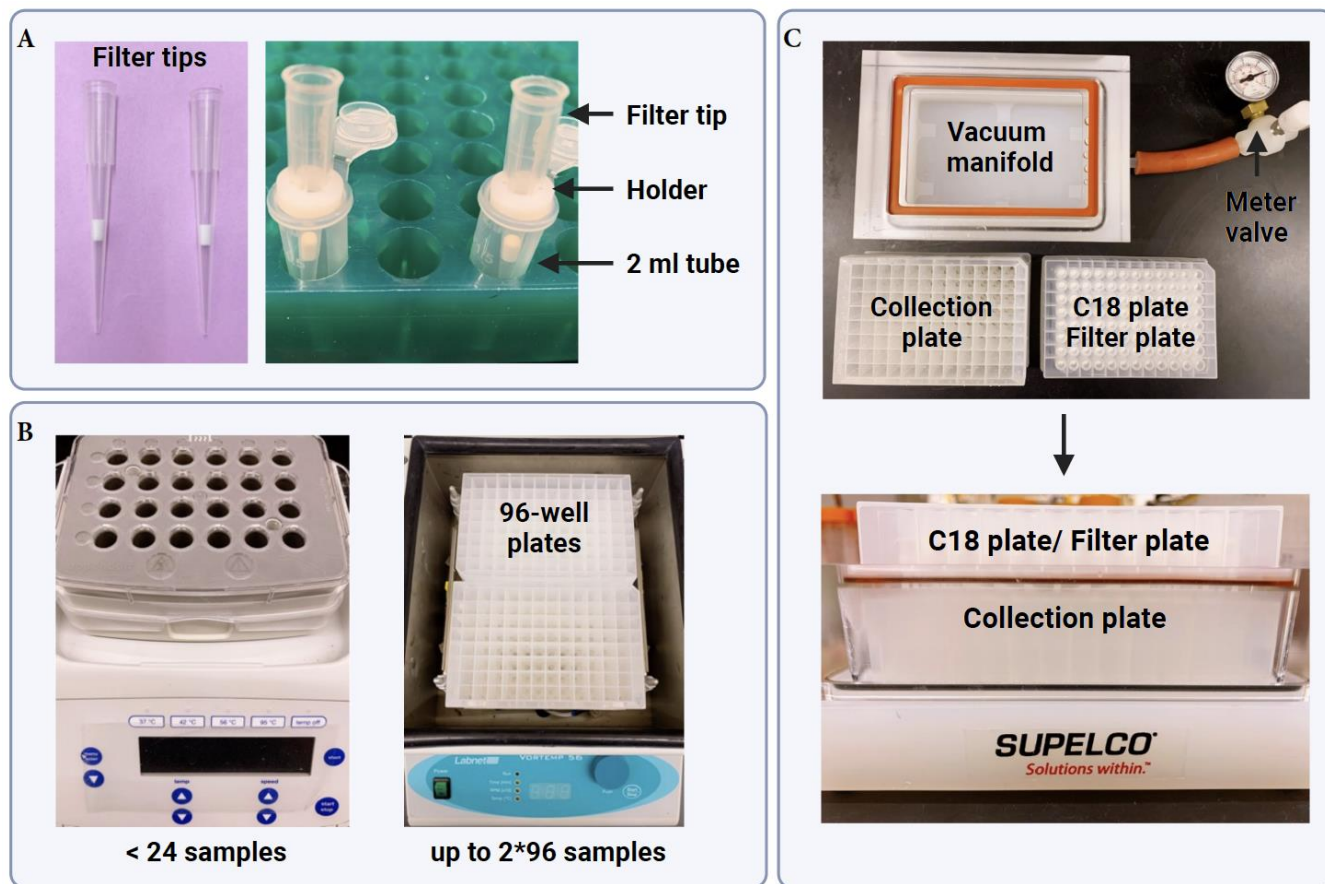 A
Filter tips
Filter tip
Holder
2 ml tube
B
37 °C
42 °C
56 °C
95 °C
temp off
temp
speed
start
stop
< 24 samples
96-well
plates
Labnet
VORTEMP 56
Power
up to 2*96 samples
C
Vacuum
manifold
Meter
valve
Collection
plate
C18 plate
Filter plate
C18 plate/ Filter plate
Collection plate
SUPELCO
Solutions within.™